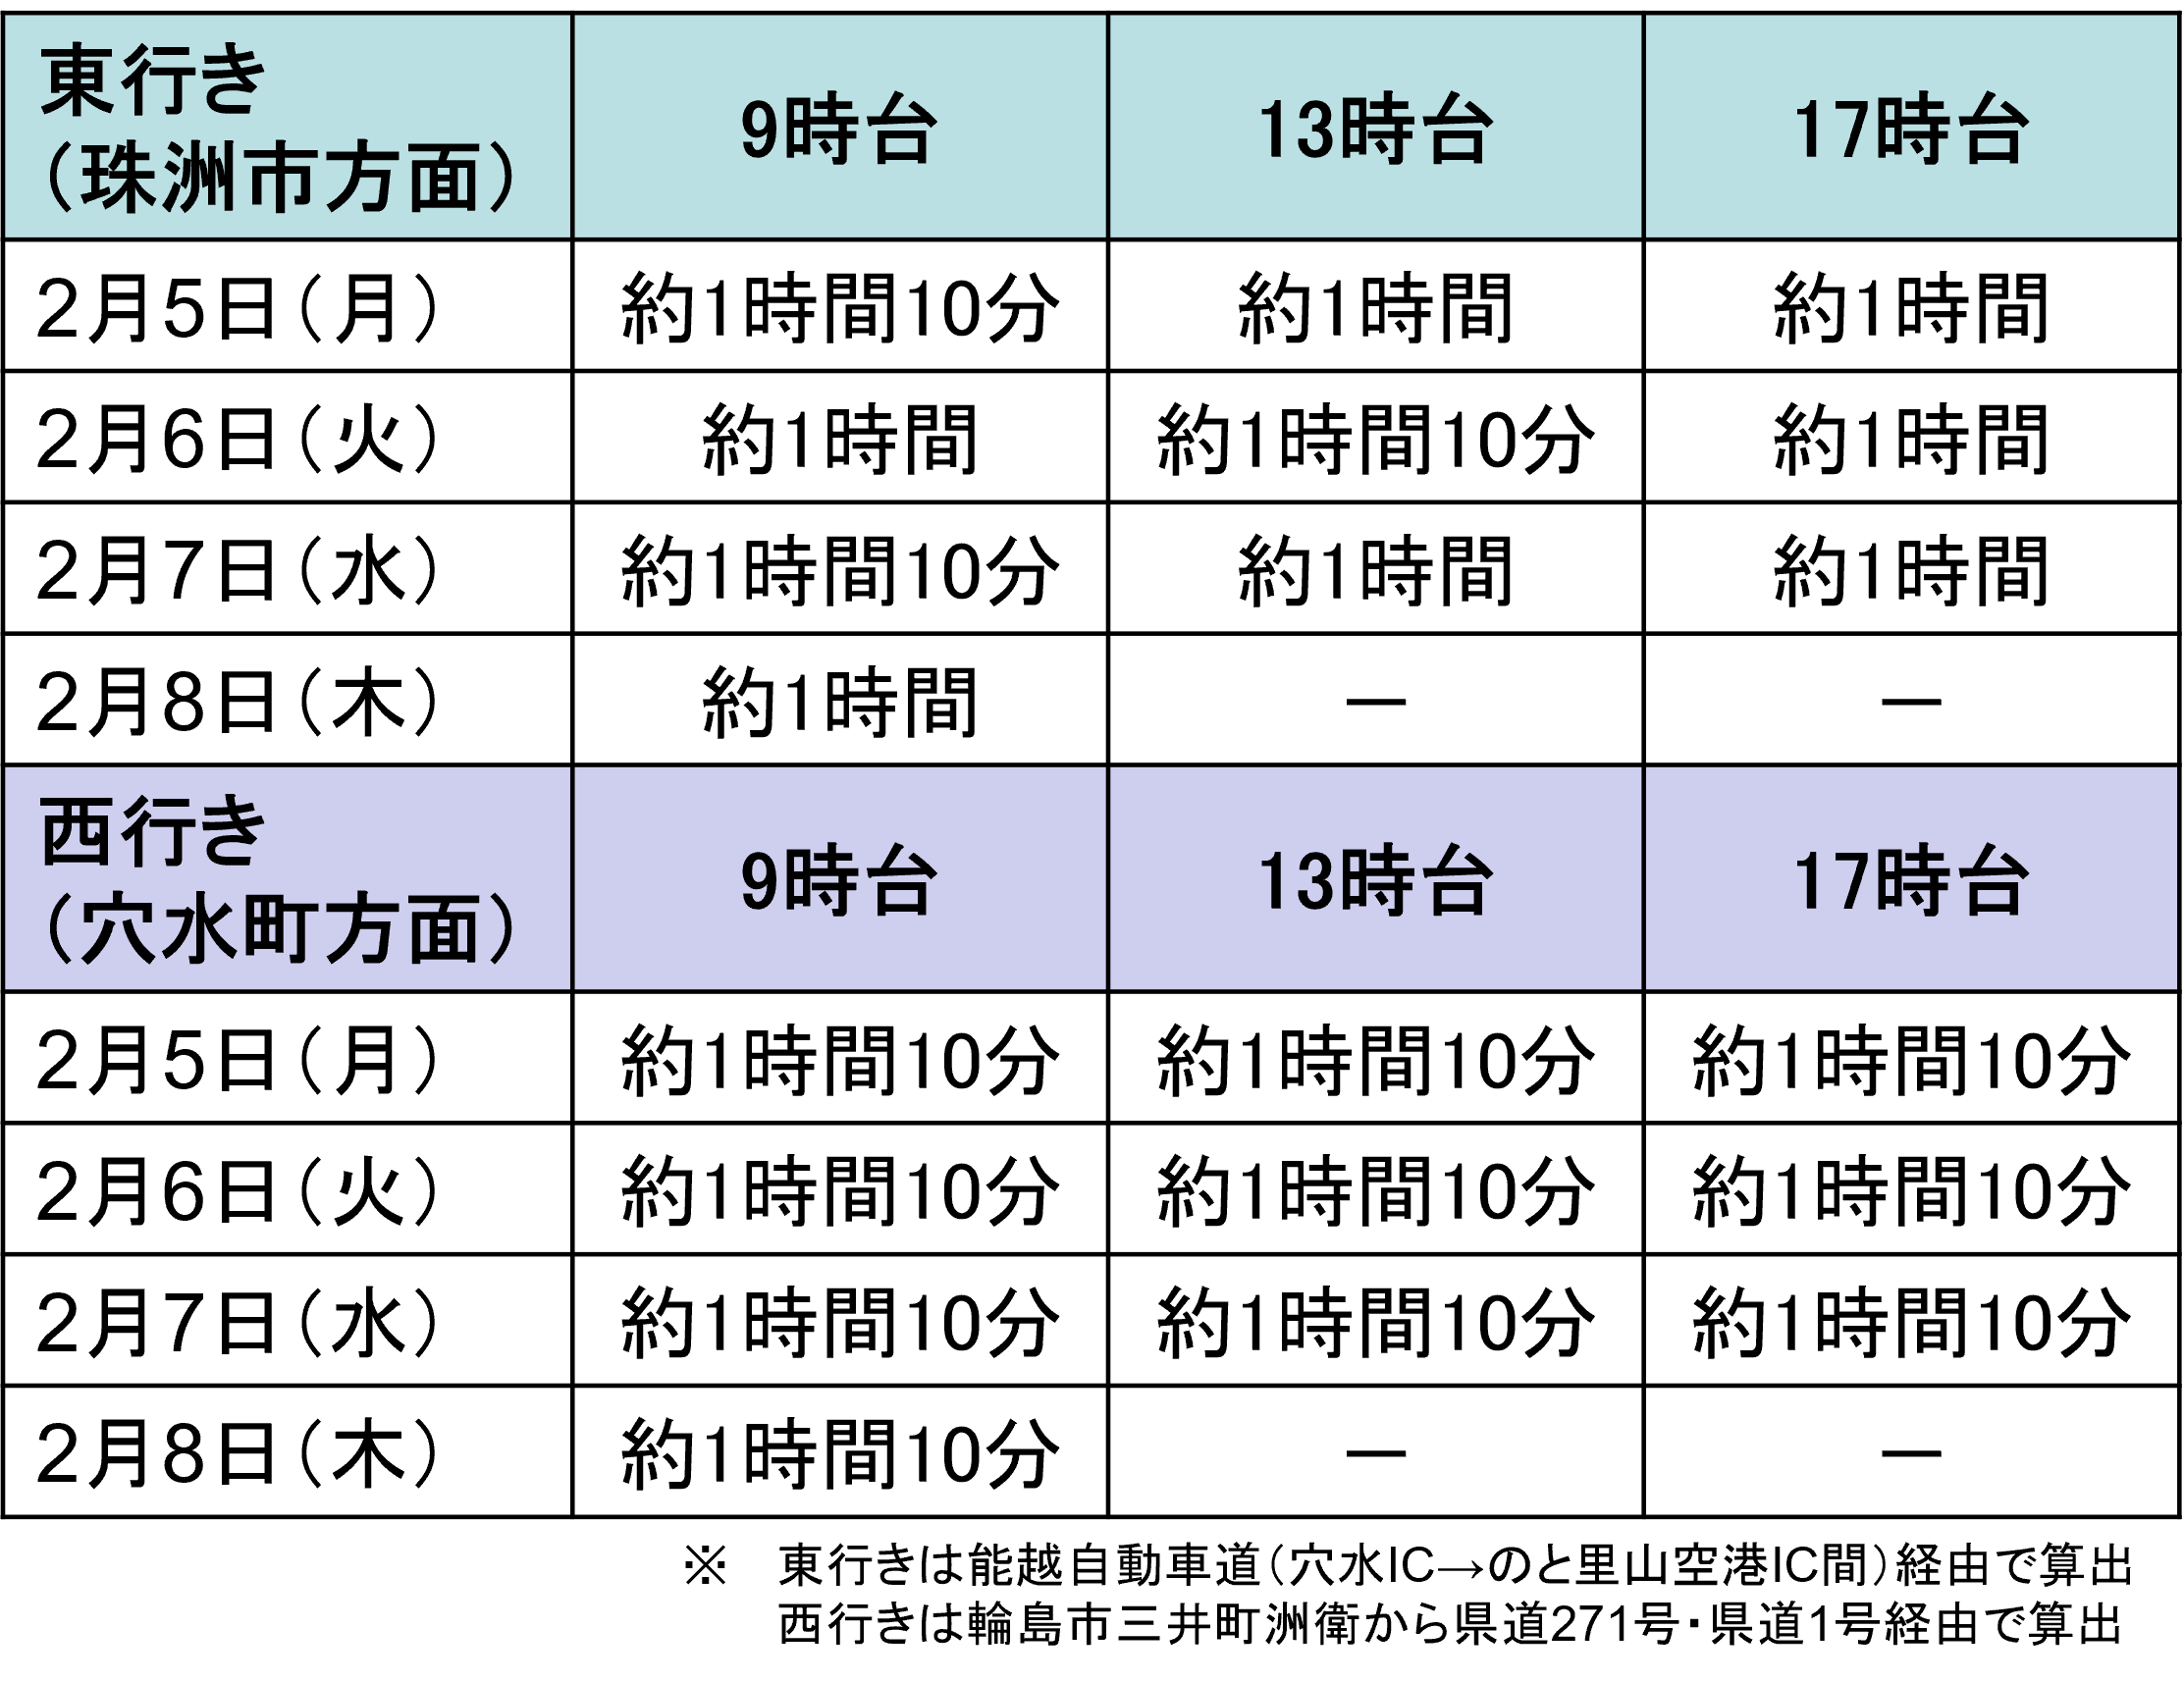 東行き
（珠洲市方面） 9時台 13時台 17時台
2月5日（月） 約1時間10分 約1時間 約1時間
2月6日（火） 約1時間 約1時間10分 約1時間
2月7日（水） 約1時間10分 約1時間 約1時間
2月8日（木） 約1時間 － －
西行き
（穴水町方面） 9時台 13時台 17時台
2月5日（月） 約1時間10分 約1時間10分 約1時間10分
2月6日（火） 約1時間10分 約1時間10分 約1時間10分
2月7日（水） 約1時間10分 約1時間10分 約1時間10分
2月8日（木） 約1時間10分 － －
※　東行きは能越自動車道（穴水IC→のと里山空港IC間）経由で算出
西行きは輪島市三井町洲衛から県道271号・県道1号経由で算出